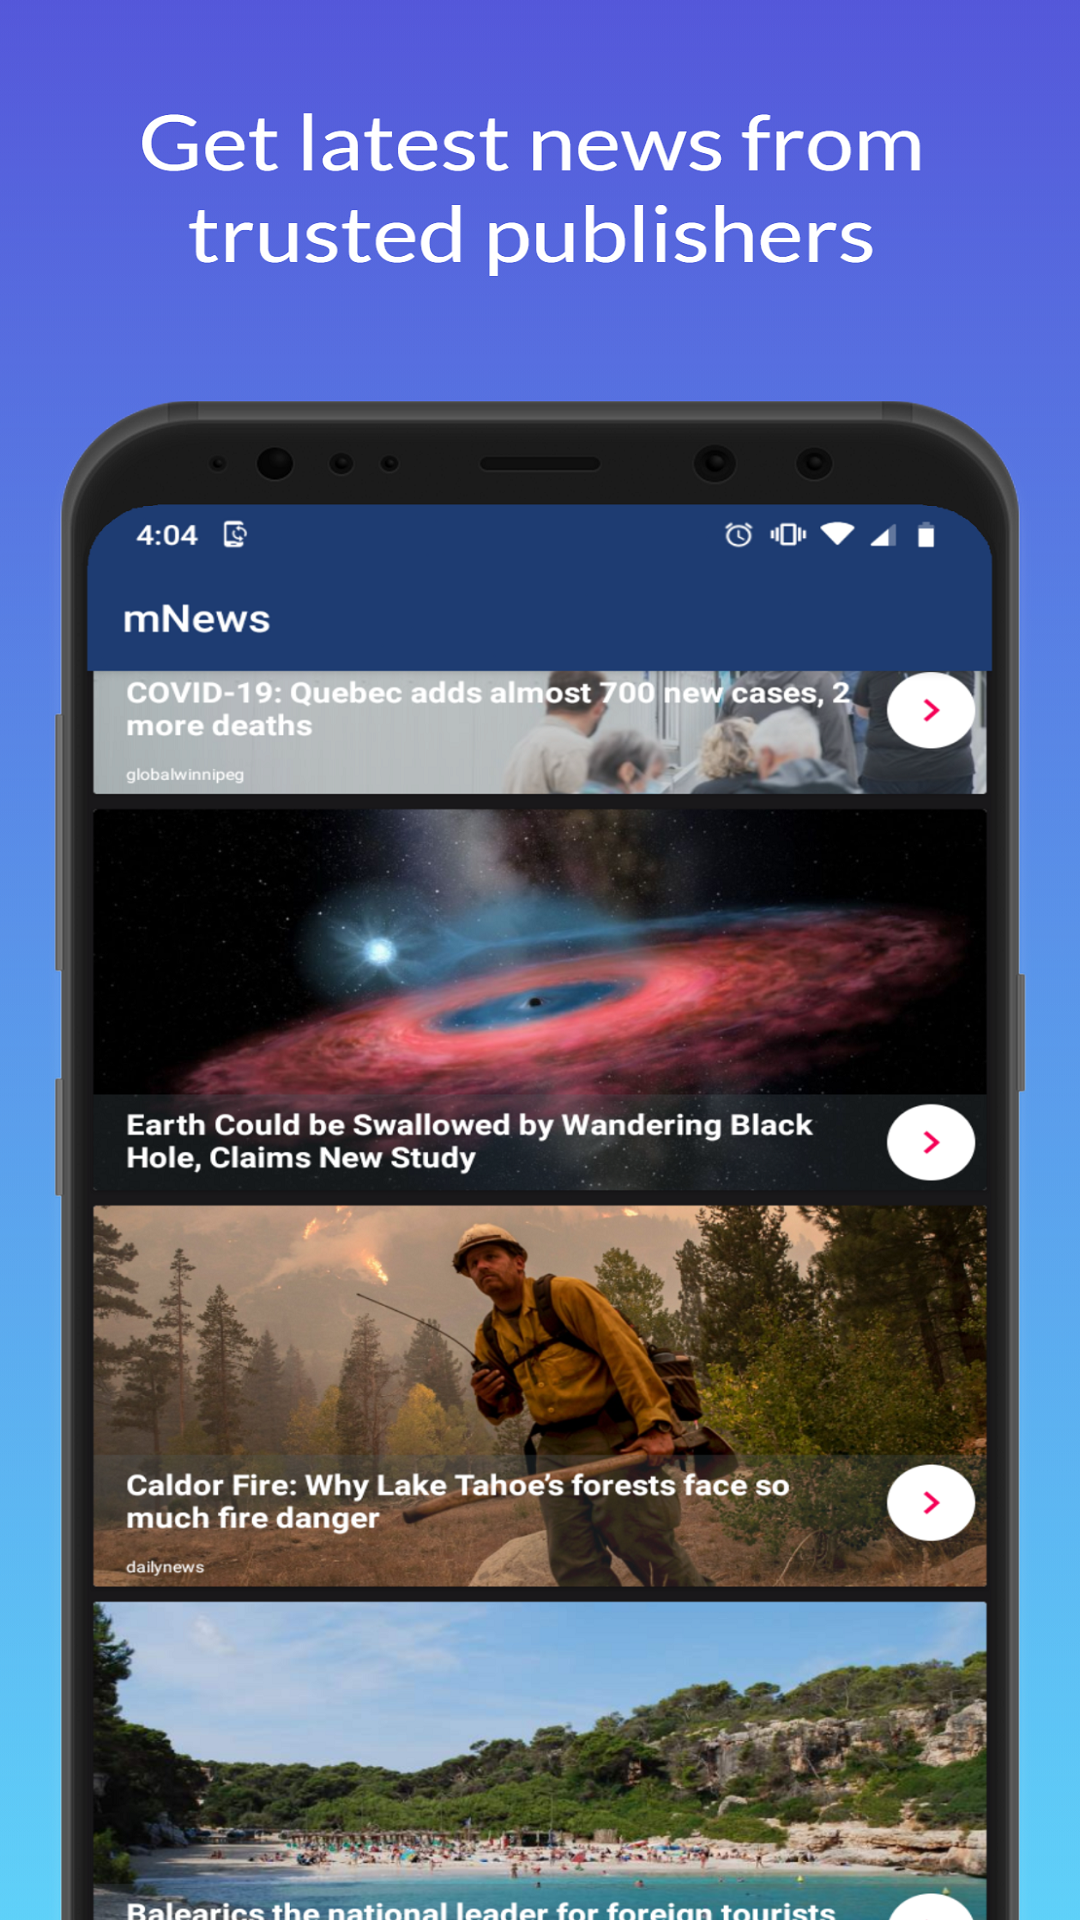 Get latest news from
trusted publishers
4:04
mNews
COVID-19: Quebec adds almost 700 new cases, 2
more deaths
globalwinnipeg
Earth Could be Swallowed by Wandering Black
Hole, Claims New Study
Caldor Fire: Why Lake Tahoe’s forests face so
much fire danger
dailynews
Balearics the national leader for foreign tourists